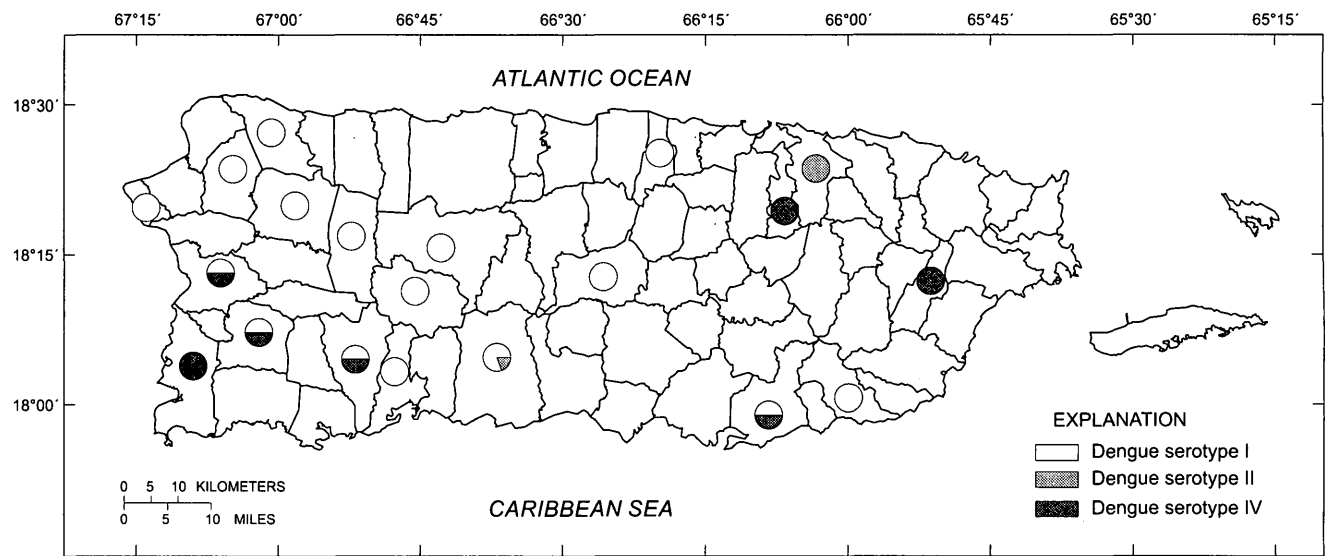 67°15′ 67°00′ 66°45′ 66°30′ 66°15′ 66°00′ 65°45′ 65°30′ 65°15′
ATLANTIC OCEAN
18°30′
18°15′
18°00′
EXPLANATION
Dengue serotype I
Dengue serotype II
Dengue serotype IV
0 5 10 KILOMETERS
0 5 10 MILES
CARIBBEAN SEA